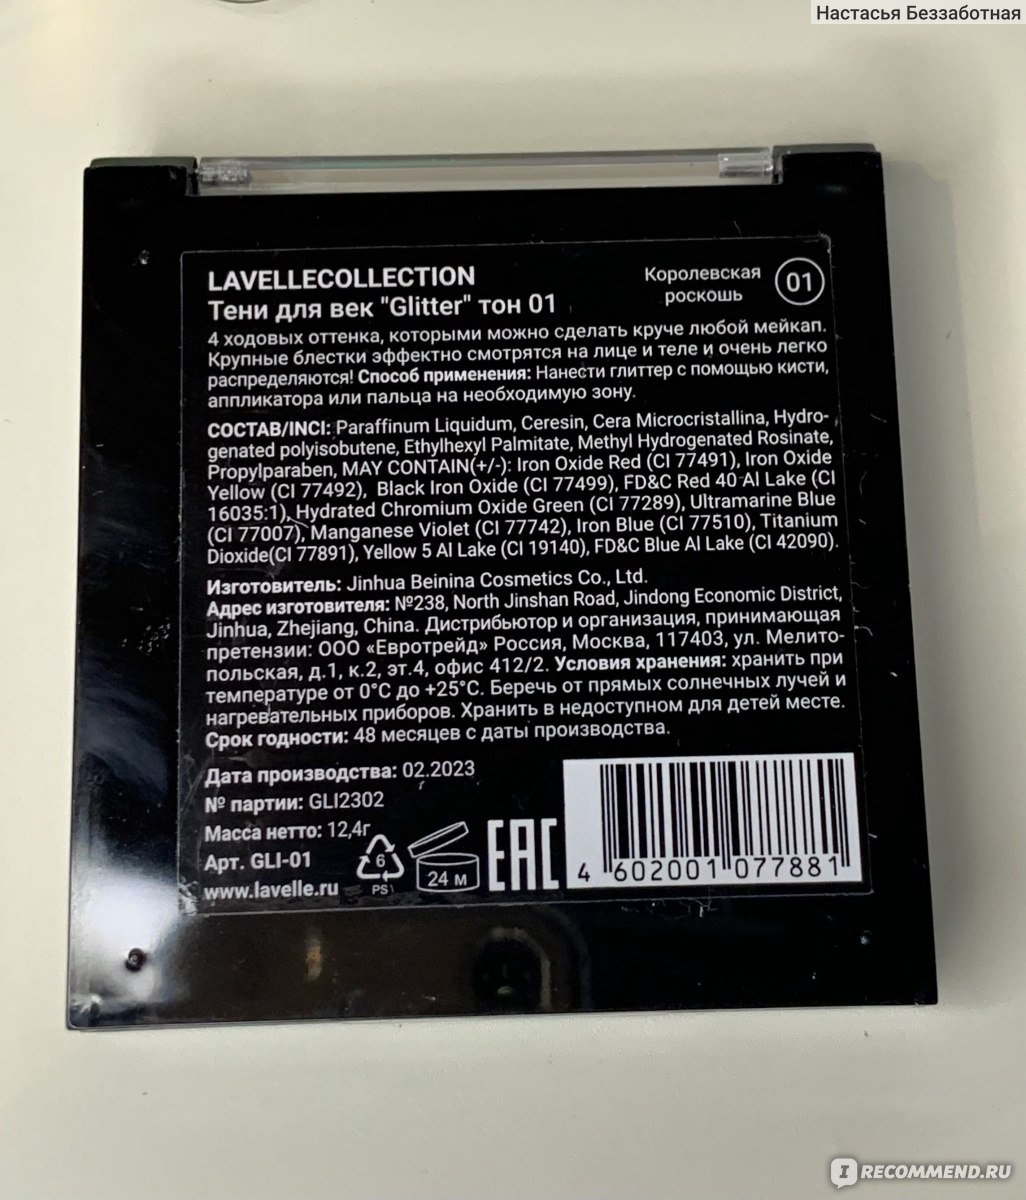 Настасья Беззаботная
LAVELLECOLLECTION
Тени для век "Glitter" тон 01
Королевская
роскошь
01
4 ходовых оттенка, которыми можно сделать круче любой мейкап.
Крупные блестки эффектно смотрятся на лице и теле и очень легко
распределяются! Способ применения: Нанести глиттер с помощью кисти,
аппликатора или пальца на необходимую зону.
СОСТАВ/INCI: Paraffinum Liquidum, Ceresin, Cera Microcristallina, Hydro-
genated polyisobutene, Ethylhexyl Palmitate, Methyl Hydrogenated Rosinate,
Propylparaben, MAY CONTAIN(+/-): Iron Oxide Red (CI 77491), Iron Oxide
Yellow (CI 77492), Black Iron Oxide (CI 77499), FD&C Red 40 Al Lake (CI
16035:1), Hydrated Chromium Oxide Green (CI 77289), Ultramarine Blue
(CI 77007), Manganese Violet (CI 77742), Iron Blue (CI 77510), Titanium
Dioxide(CI 77891), Yellow 5 Al Lake (CI 19140), FD&C Blue Al Lake (CI 42090).
Изготовитель: Jinhua Beinina Cosmetics Co., Ltd.
Адрес изготовителя: №238, North Jinshan Road, Jindong Economic District,
Jinhua, Zhejiang, China. Дистрибьютор и организация, принимающая
претензии: ООО «Евротрейд» Россия, Москва, 117403, ул. Мелито-
польская, д.1, к.2, эт.4, офис 412/2. Условия хранения: хранить при
температуре от 0°C до +25°C. Беречь от прямых солнечных лучей и
нагревательных приборов. Хранить в недоступном для детей месте.
Срок годности: 48 месяцев с даты производства.
Дата производства: 02.2023
№ партии: GLI2302
Масса нетто: 12,4г
Арт. GLI-01
www.lavelle.ru
6
PS
24 м
EAC
4 602001 077881
IRECOMMEND.RU